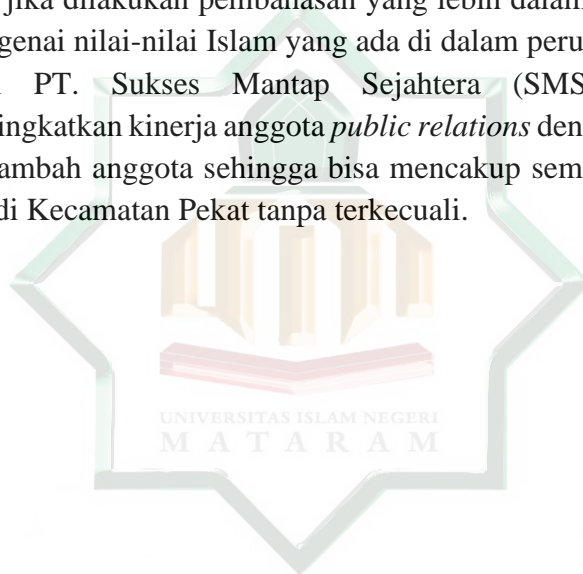 jika dilakukan pembahasan yang lebih dalam
genai nilai-nilai Islam yang ada di dalam peru
PT. Sukses Mantap Sejahtera (SMS
ingkatkan kinerja anggota public relations den
ambah anggota sehingga bisa mencakup sem
di Kecamatan Pekat tanpa terkecuali.
UNIVERSITAS ISLAM NEGERI
MATARAM